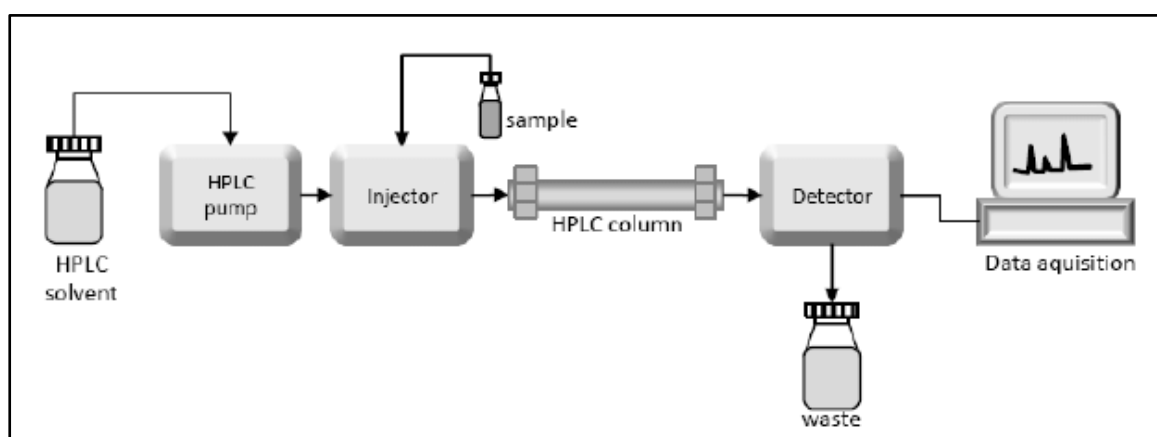 HPLC
solvent
HPLC
pump
Injector
sample
HPLC column
Detector
waste
Data aquisition